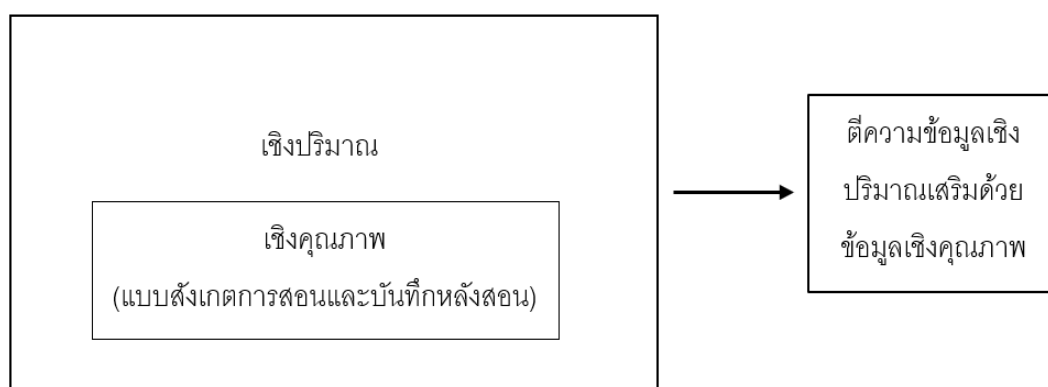 เชิงปริมาณ
เชิงคุณภาพ
(แบบสังเกตการสอนและบันทึกหลังสอน)
ตีความข้อมูลเชิง
ปริมาณเสริมด้วย
ข้อมูลเชิงคุณภาพ